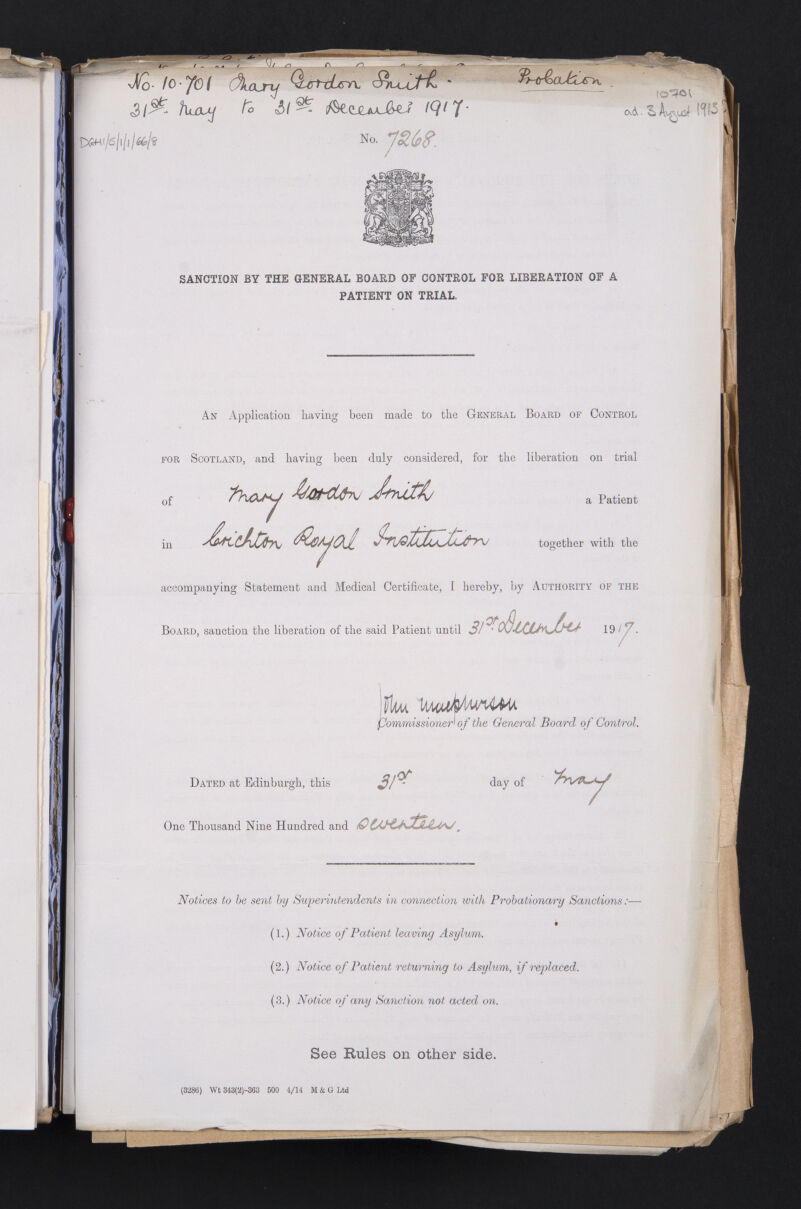 No. 10.701 Mary Gordon Smith. Probation
31st. May to 31st. December 1917.
10701
ad. 3 August 1915
DGH1/5/1/1/66/8
No. 7268.
SANCTION BY THE GENERAL BOARD OF CONTROL FOR LIBERATION OF A
PATIENT ON TRIAL.
AN Application having been made to the GENERAL BOARD OF CONTROL
FOR SCOTLAND, and having been duly considered, for the liberation on trial
of Mary Gordon Smith a Patient
in Crichton Royal Institution together with the
accompanying Statement and Medical Certificate, I hereby, by AUTHORITY OF THE
BOARD, sanction the liberation of the said Patient until 31st. December 1917.
John Macpherson
Commissioner of the General Board of Control.
DATED at Edinburgh, this 31st. day of May
One Thousand Nine Hundred and Seventeen.
Notices to be sent by Superintendents in connection with Probationary Sanctions:—
(1.) Notice of Patient leaving Asylum.
(2.) Notice of Patient returning to Asylum, if replaced.
(3.) Notice of any Sanction not acted on.
See Rules on other side.
(3286) Wt 343(2)-363 500 4/14 M & G Ltd